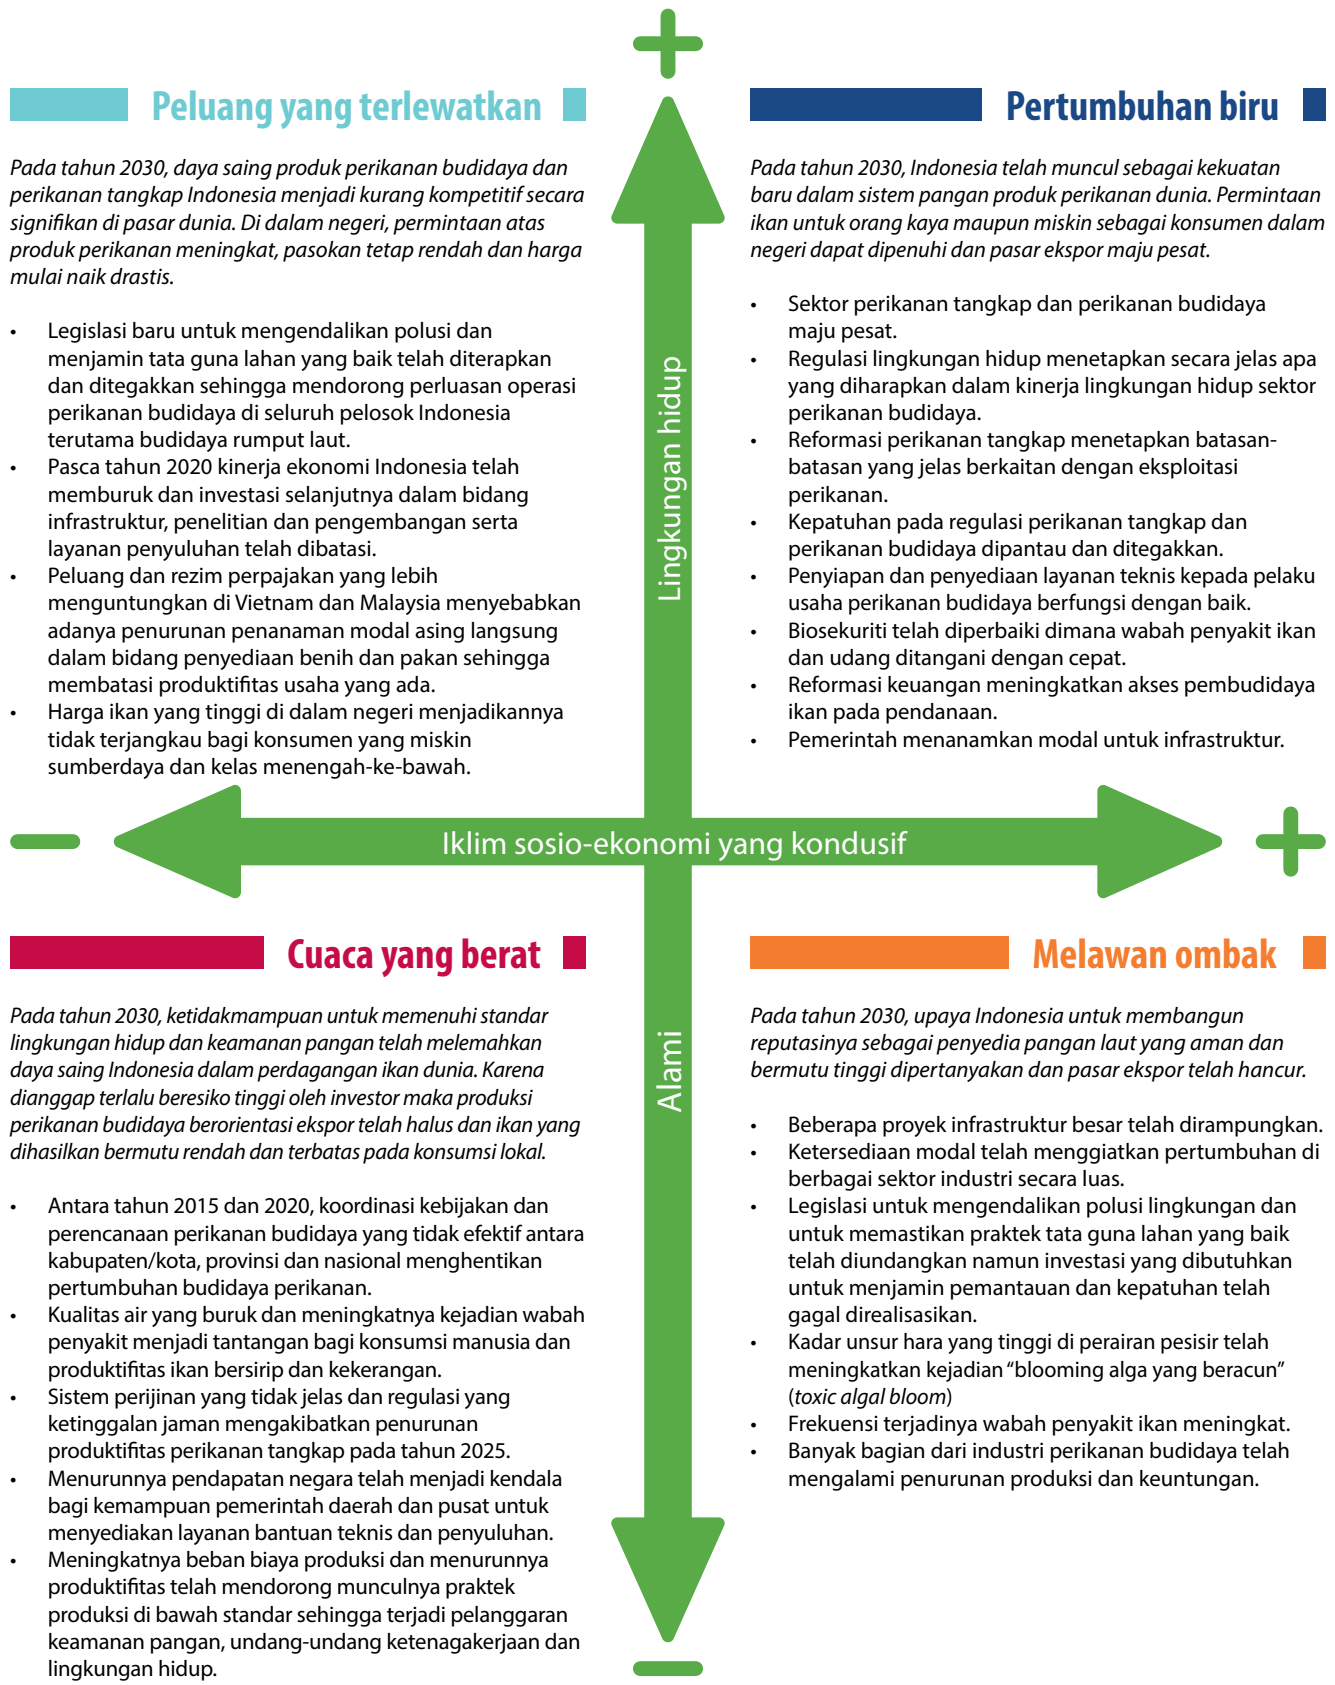 Peluang yang terlewatkan
Pada tahun 2030, daya saing produk perikanan budidaya dan
perikanan tangkap Indonesia menjadi kurang kompetitif secara
signifikan di pasar dunia. Di dalam negeri, permintaan atas
produk perikanan meningkat, pasokan tetap rendah dan harga
mulai naik drastis.
• Legislasi baru untuk mengendalikan polusi dan
menjamin tata guna lahan yang baik telah diterapkan
dan ditegakkan sehingga mendorong perluasan operasi
perikanan budidaya di seluruh pelosok Indonesia
terutama budidaya rumput laut.
• Pasca tahun 2020 kinerja ekonomi Indonesia telah
memburuk dan investasi selanjutnya dalam bidang
infrastruktur, penelitian dan pengembangan serta
layanan penyuluhan telah dibatasi.
• Peluang dan rezim perpajakan yang lebih
menguntungkan di Vietnam dan Malaysia menyebabkan
adanya penurunan penanaman modal asing langsung
dalam bidang penyediaan benih dan pakan sehingga
membatasi produktifitas usaha yang ada.
• Harga ikan yang tinggi di dalam negeri menjadikannya
tidak terjangkau bagi konsumen yang miskin
sumberdaya dan kelas menengah-ke-bawah.
Pertumbuhan biru
Pada tahun 2030, Indonesia telah muncul sebagai kekuatan
baru dalam sistem pangan produk perikanan dunia. Permintaan
ikan untuk orang kaya maupun miskin sebagai konsumen dalam
negeri dapat dipenuhi dan pasar ekspor maju pesat.
• Sektor perikanan tangkap dan perikanan budidaya
maju pesat.
• Regulasi lingkungan hidup menetapkan secara jelas apa
yang diharapkan dalam kinerja lingkungan hidup sektor
perikanan budidaya.
• Reformasi perikanan tangkap menetapkan batasan-
batasan yang jelas berkaitan dengan eksploitasi
perikanan.
• Kepatuhan pada regulasi perikanan tangkap dan
perikanan budidaya dipantau dan ditegakkan.
• Penyiapan dan penyediaan layanan teknis kepada pelaku
usaha perikanan budidaya berfungsi dengan baik.
• Biosekuriti telah diperbaiki dimana wabah penyakit ikan
dan udang ditangani dengan cepat.
• Reformasi keuangan meningkatkan akses pembudidaya
ikan pada pendanaan.
• Pemerintah menanamkan modal untuk infrastruktur.
Lingkungan hidup
Iklim sosio-ekonomi yang kondusif
Alami
Cuaca yang berat
Pada tahun 2030, ketidakmampuan untuk memenuhi standar
lingkungan hidup dan keamanan pangan telah melemahkan
daya saing Indonesia dalam perdagangan ikan dunia. Karena
dianggap terlalu beresiko tinggi oleh investor maka produksi
perikanan budidaya berorientasi ekspor telah halus dan ikan yang
dihasilkan bermutu rendah dan terbatas pada konsumsi lokal.
• Antara tahun 2015 dan 2020, koordinasi kebijakan dan
perencanaan perikanan budidaya yang tidak efektif antara
kabupaten/kota, provinsi dan nasional menghentikan
pertumbuhan budidaya perikanan.
• Kualitas air yang buruk dan meningkatnya kejadian wabah
penyakit menjadi tantangan bagi konsumsi manusia dan
produktifitas ikan bersirip dan kekerangan.
• Sistem perijinan yang tidak jelas dan regulasi yang
ketinggalan jaman mengakibatkan penurunan
produktifitas perikanan tangkap pada tahun 2025.
• Menurunnya pendapatan negara telah menjadi kendala
bagi kemampuan pemerintah daerah dan pusat untuk
menyediakan layanan bantuan teknis dan penyuluhan.
• Meningkatnya beban biaya produksi dan menurunnya
produktifitas telah mendorong munculnya praktek
produksi di bawah standar sehingga terjadi pelanggaran
keamanan pangan, undang-undang ketenagakerjaan dan
lingkungan hidup.
Melawan ombak
Pada tahun 2030, upaya Indonesia untuk membangun
reputasinya sebagai penyedia pangan laut yang aman dan
bermutu tinggi dipertanyakan dan pasar ekspor telah hancur.
• Beberapa proyek infrastruktur besar telah dirampungkan.
• Ketersediaan modal telah menggiatkan pertumbuhan di
berbagai sektor industri secara luas.
• Legislasi untuk mengendalikan polusi lingkungan dan
untuk memastikan praktek tata guna lahan yang baik
telah diundangkan namun investasi yang dibutuhkan
untuk menjamin pemantauan dan kepatuhan telah
gagal direalisasikan.
• Kadar unsur hara yang tinggi di perairan pesisir telah
meningkatkan kejadian “blooming alga yang beracun”
(toxic algal bloom)
• Frekuensi terjadinya wabah penyakit ikan meningkat.
• Banyak bagian dari industri perikanan budidaya telah
mengalami penurunan produksi dan keuntungan.